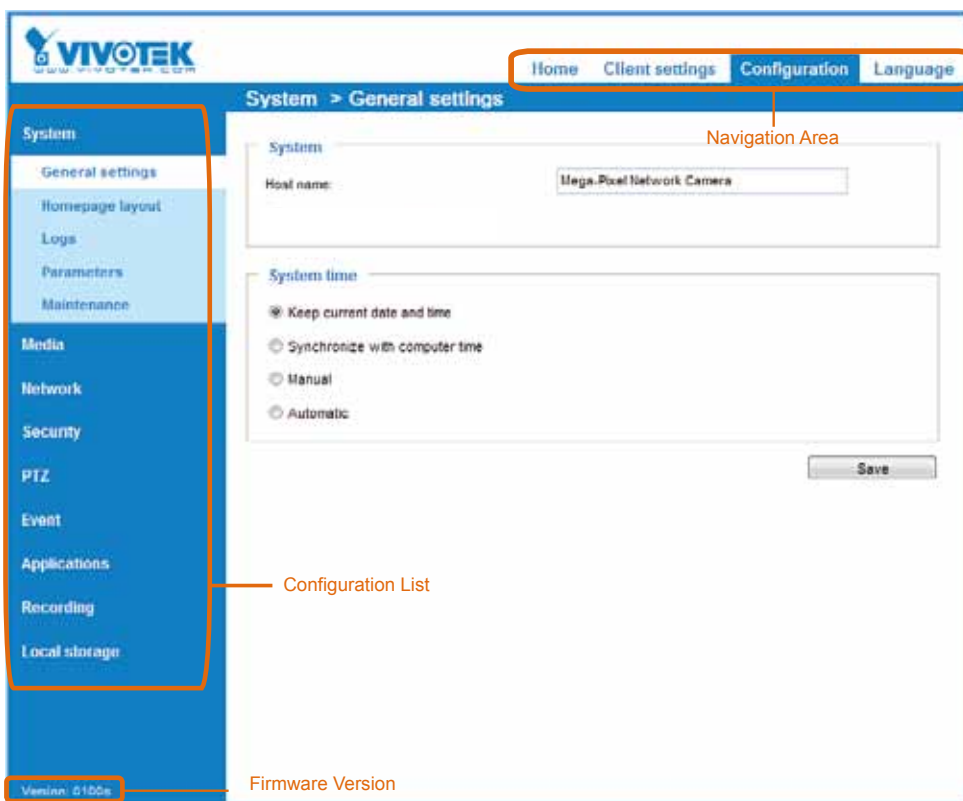 VIVOTEK
WWW.VIVOTEK.COM
Home Client settings Configuration Language
System > General settings
Navigation Area
System
General settings
Homepage layout
Logs
Parameters
Maintenance
Media
Network
Security
PTZ
Event
Applications
Recording
Local storage
System
Host name: Mega-Pixel Network Camera
System time
Keep current date and time
Synchronize with computer time
Manual
Automatic
Save
Configuration List
Version: 0100
Firmware Version